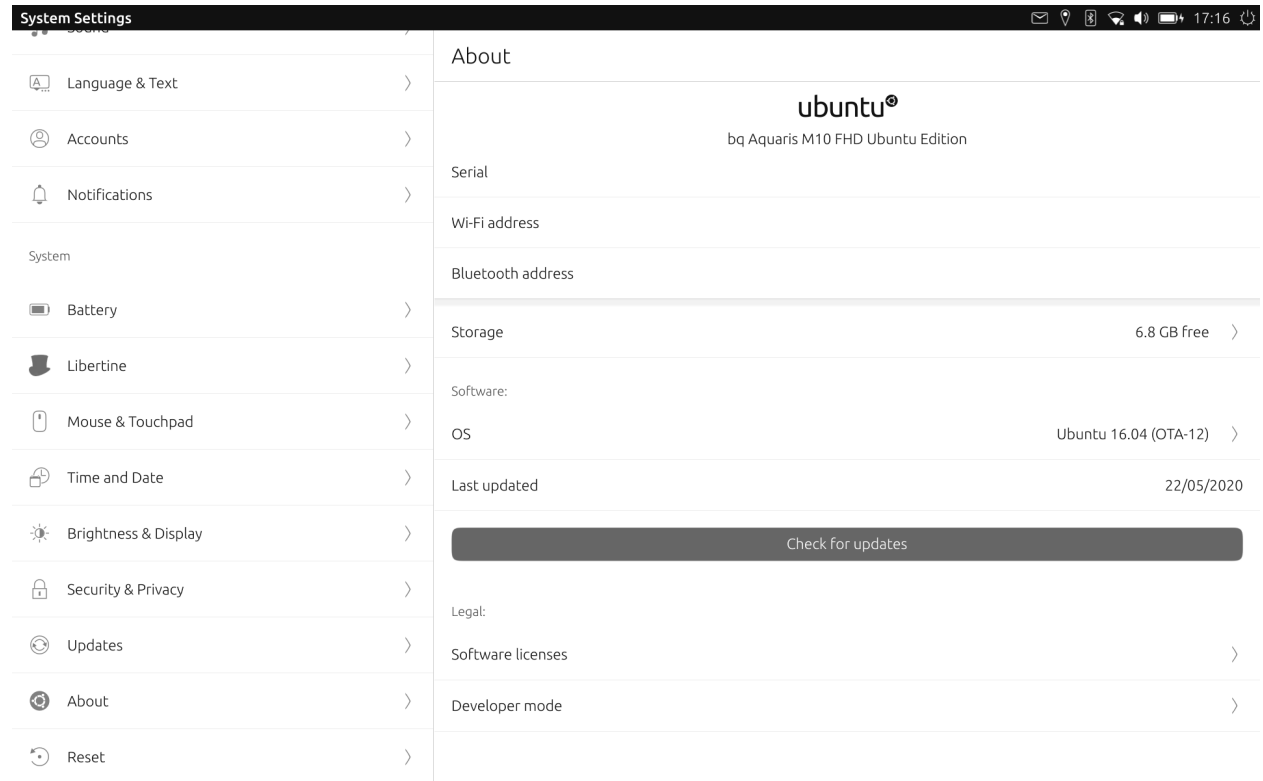 System Settings
17:16
Sound
Language & Text
Accounts
Notifications
System
Battery
Libertine
Mouse & Touchpad
Time and Date
Brightness & Display
Security & Privacy
Updates
About
Reset
About
ubuntu
bq Aquaris M10 FHD Ubuntu Edition
Serial
Wi-Fi address
Bluetooth address
Storage 6.8 GB free
Software:
OS Ubuntu 16.04 (OTA-12)
Last updated 22/05/2020
Check for updates
Legal:
Software licenses
Developer mode